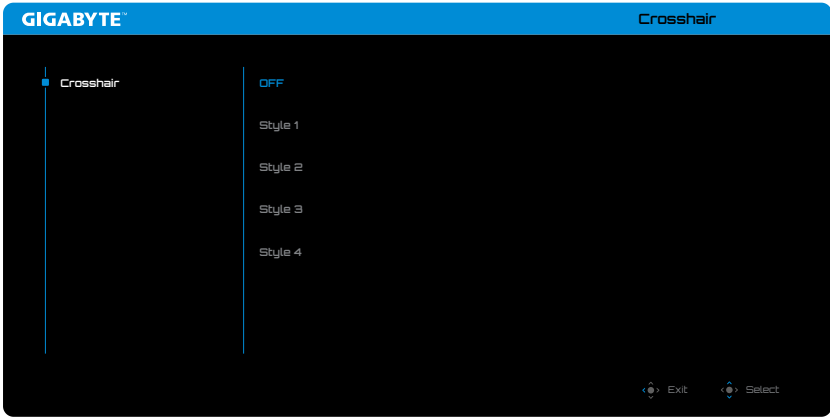 GIGABYTE™
Crosshair
Crosshair
OFF
Style 1
Style 2
Style 3
Style 4
Exit
Select